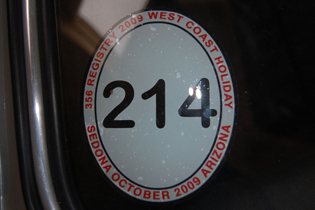 356 REGISTRY 2009 WEST COAST HOLIDAY
214
SEDONA OCTOBER 2009 ARIZONA